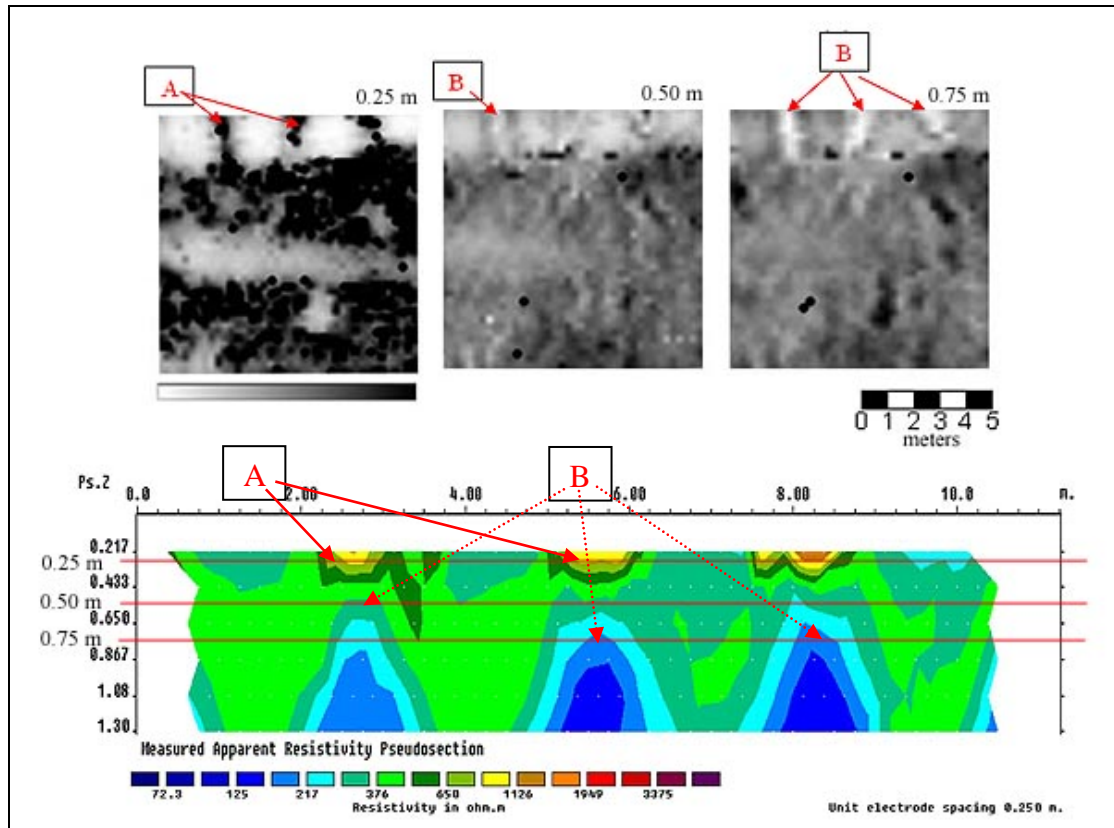 A
0.25 m
B
0.50 m
B
0.75 m
0 1 2 3 4 5
meters
A
B
Ps.Z 0.0 2.00 4.00 6.00 8.00 10.0 m.
0.217
0.25 m
0.433
0.50 m
0.650
0.75 m
0.867
1.08
1.30
Measured Apparent Resistivity Pseudosection
72.3 125 217 376 650 1126 1949 3375
Resistivity in ohm.m
Unit electrode spacing 0.250 m.